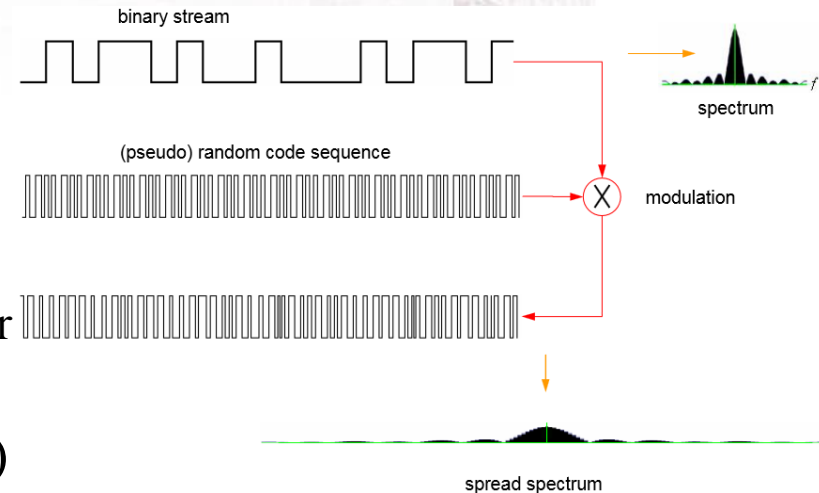 binary stream
f
spectrum
(pseudo) random code sequence
X
modulation
r
)
spread spectrum